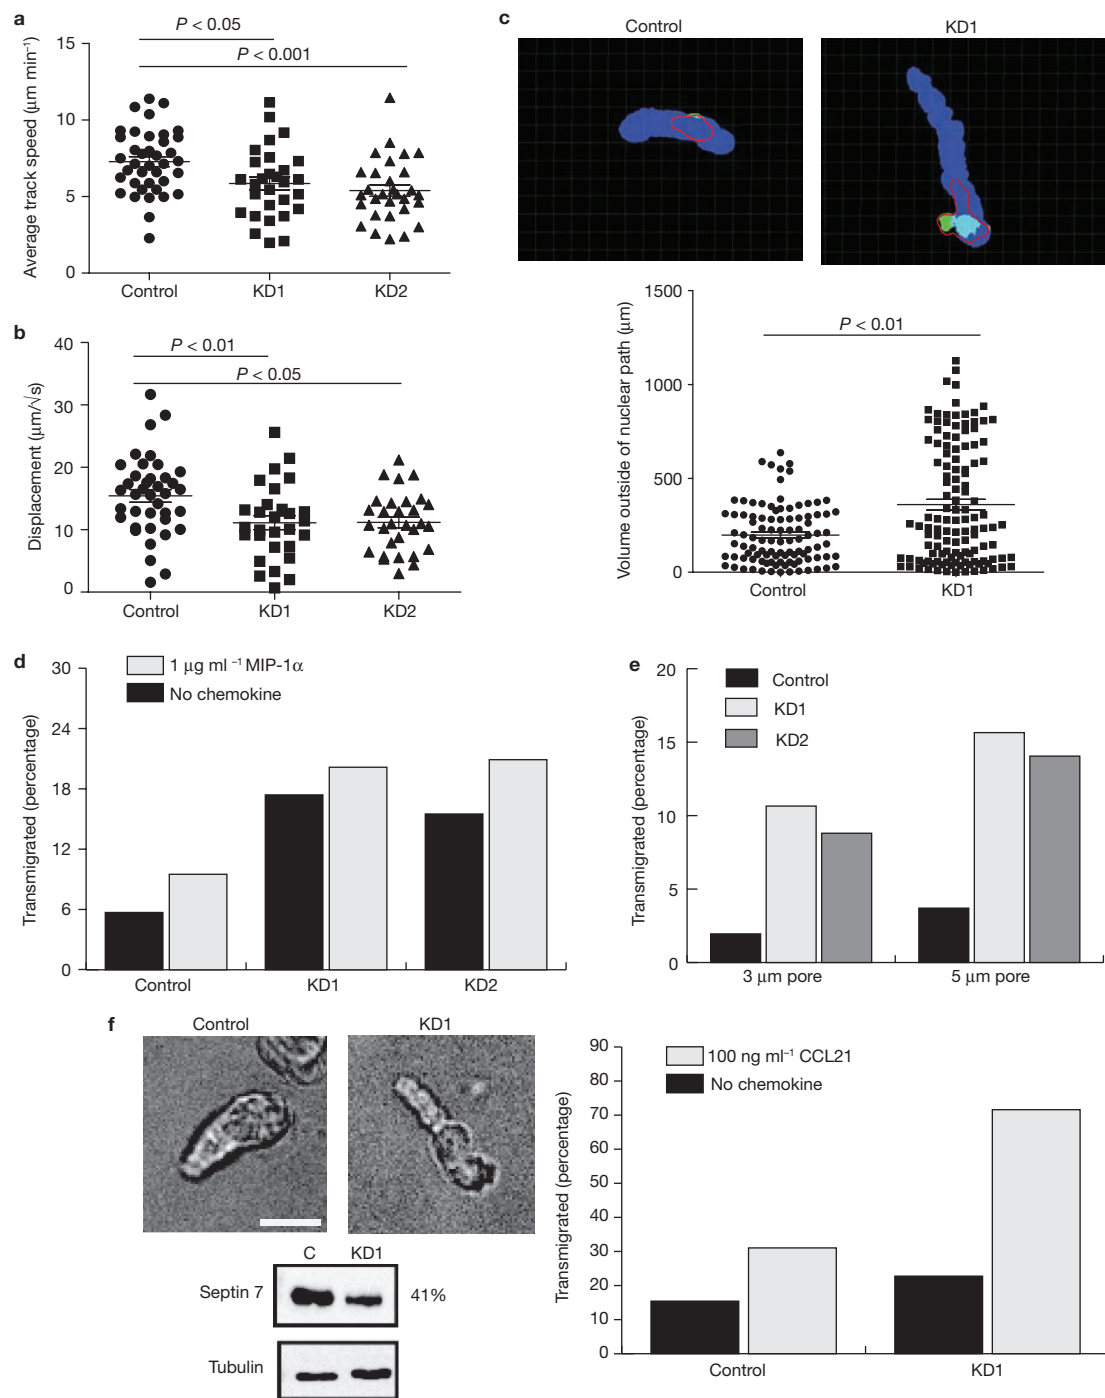 a
P < 0.05
P < 0.001
Average track speed (μm min⁻¹)
15
10
5
0
Control
KD1
KD2
b
P < 0.01
P < 0.05
Displacement (μm/√s)
40
30
20
10
0
Control
KD1
KD2
c
Control
KD1
P < 0.01
Volume outside of nuclear path (μm)
1500
1000
500
0
Control
KD1
d
1 μg ml⁻¹ MIP-1α
No chemokine
Transmigrated (percentage)
30
24
18
12
6
0
Control
KD1
KD2
e
Control
KD1
KD2
Transmigrated (percentage)
20
15
10
5
0
3 μm pore
5 μm pore
f
Control
KD1
C KD1
Septin 7
41%
Tubulin
100 ng ml⁻¹ CCL21
No chemokine
Transmigrated (percentage)
90
80
70
60
50
40
30
20
10
0
Control
KD1